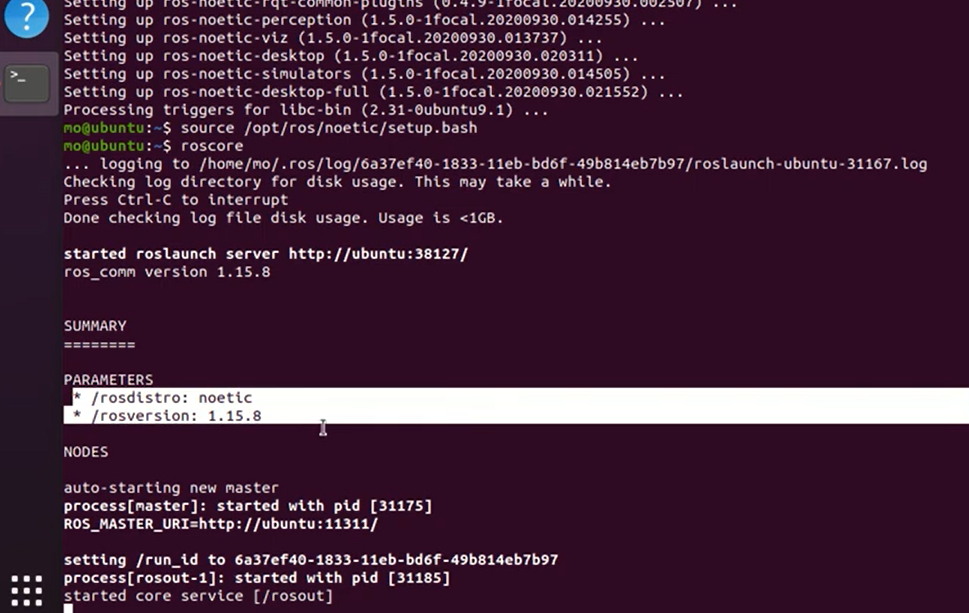 ?
Setting up ros-noetic-rqt-common-plugins (0.4.9-1focal.20200930.002507) ...
Setting up ros-noetic-perception (1.5.0-1focal.20200930.014255) ...
Setting up ros-noetic-viz (1.5.0-1focal.20200930.013737) ...
Setting up ros-noetic-desktop (1.5.0-1focal.20200930.020311) ...
Setting up ros-noetic-simulators (1.5.0-1focal.20200930.014505) ...
Setting up ros-noetic-desktop-full (1.5.0-1focal.20200930.021552) ...
Processing triggers for libc-bin (2.31-0ubuntu9.1) ...
mo@ubuntu:~$ source /opt/ros/noetic/setup.bash
mo@ubuntu:~$ roscore
... logging to /home/mo/.ros/log/6a37ef40-1833-11eb-bd6f-49b814eb7b97/roslaunch-ubuntu-31167.log
Checking log directory for disk usage. This may take a while.
Press Ctrl-C to interrupt
Done checking log file disk usage. Usage is <1GB.
started roslaunch server http://ubuntu:38127/
ros_comm version 1.15.8
SUMMARY
========
PARAMETERS
* /rosdistro: noetic
* /rosversion: 1.15.8
NODES
auto-starting new master
process[master]: started with pid [31175]
ROS_MASTER_URI=http://ubuntu:11311/
setting /run_id to 6a37ef40-1833-11eb-bd6f-49b814eb7b97
process[rosout-1]: started with pid [31185]
started core service [/rosout]